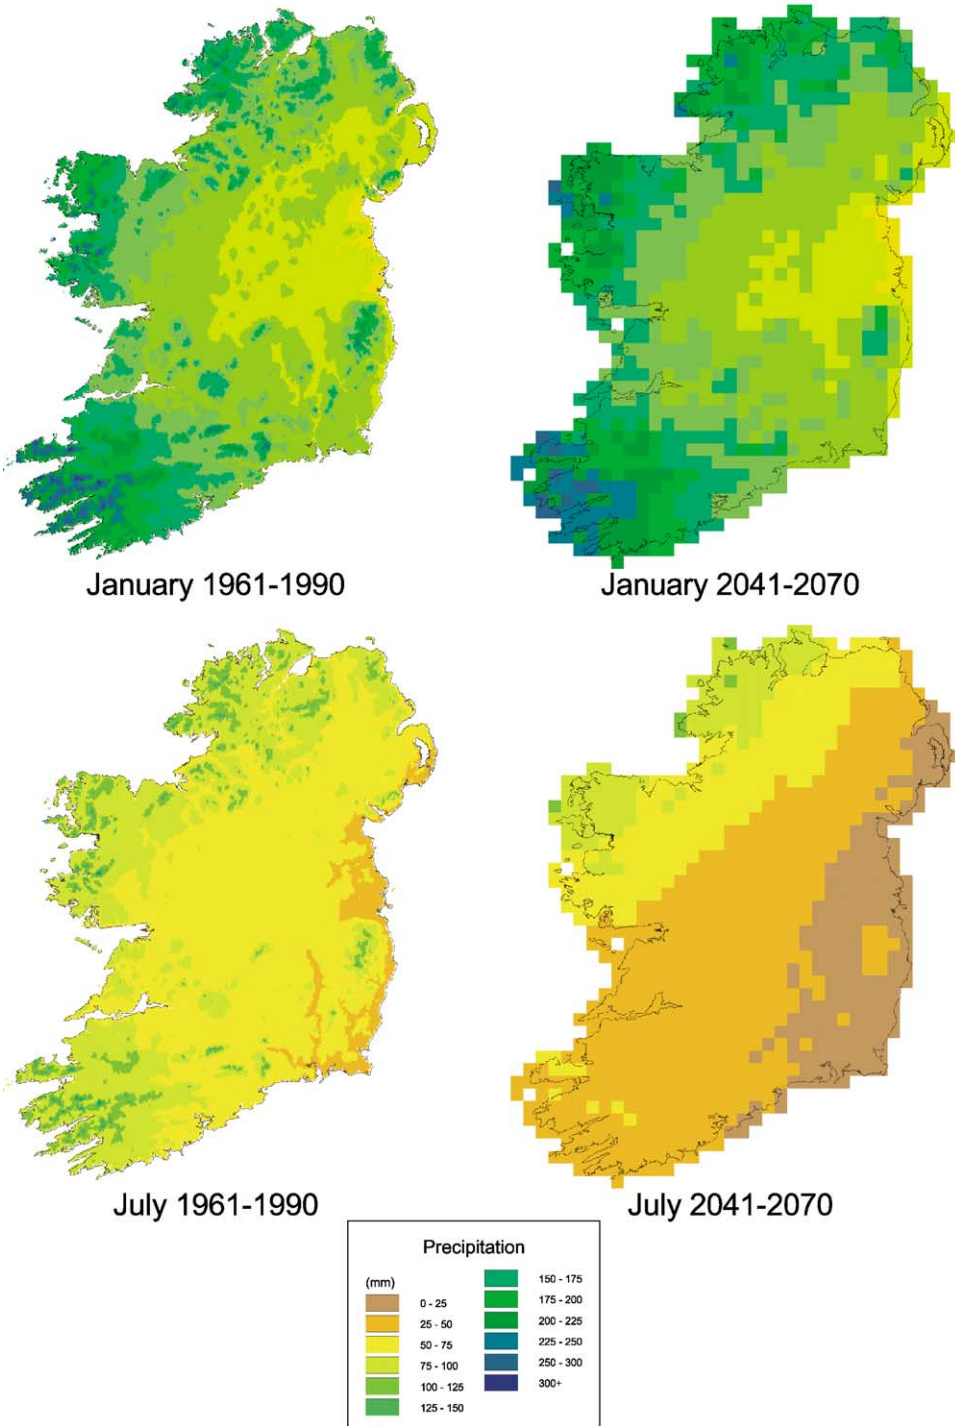 January 1961-1990
January 2041-2070
July 1961-1990
July 2041-2070
Precipitation
(mm)
0 - 25
25 - 50
50 - 75
75 - 100
100 - 125
125 - 150
150 - 175
175 - 200
200 - 225
225 - 250
250 - 300
300+